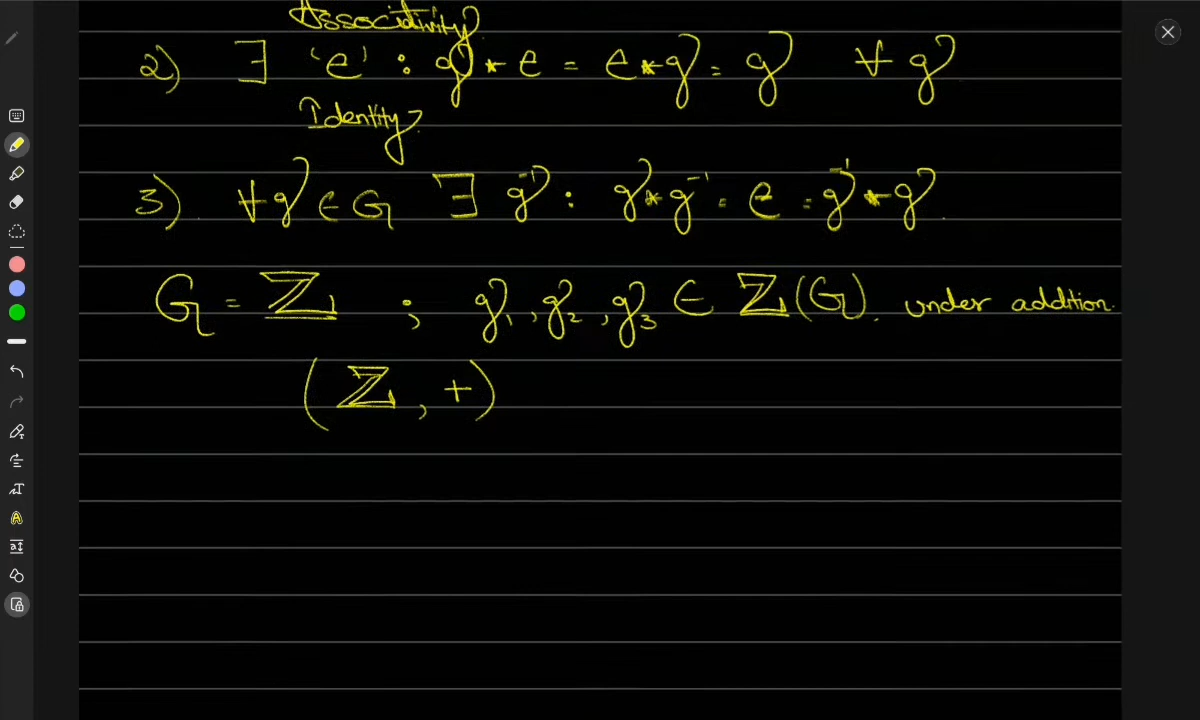 Associativity
2) ∃ 'e' : g * e = e * g = g ∀ g
Identity
3) ∀ g ∈ G ∃ g⁻¹ : g * g⁻¹ = e = g⁻¹ * g
G = ℤ ; g₁, g₂, g₃ ∈ ℤ(G). under addition.
(ℤ, +)